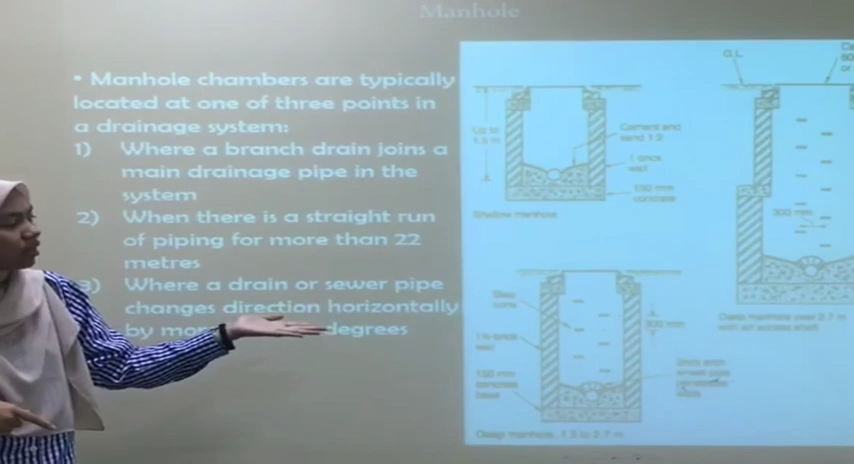 Manhole
• Manhole chambers are typically
located at one of three points in
a drainage system:
1) Where a branch drain joins a
main drainage pipe in the
system
2) When there is a straight run
of piping for more than 22
metres
3) Where a drain or sewer pipe
changes direction horizontally
by more degrees
G.L.
Up to
1.5 m
Cement and
sand 1:2
1 brick
wall
150 mm
concrete
Shallow manhole
300 mm
Deep manhole over 2.7 m
with an access shaft
Step
irons
1½ brick
wall
150 mm
concrete
base
300 mm
Deep manhole, 1.5 to 2.7 m